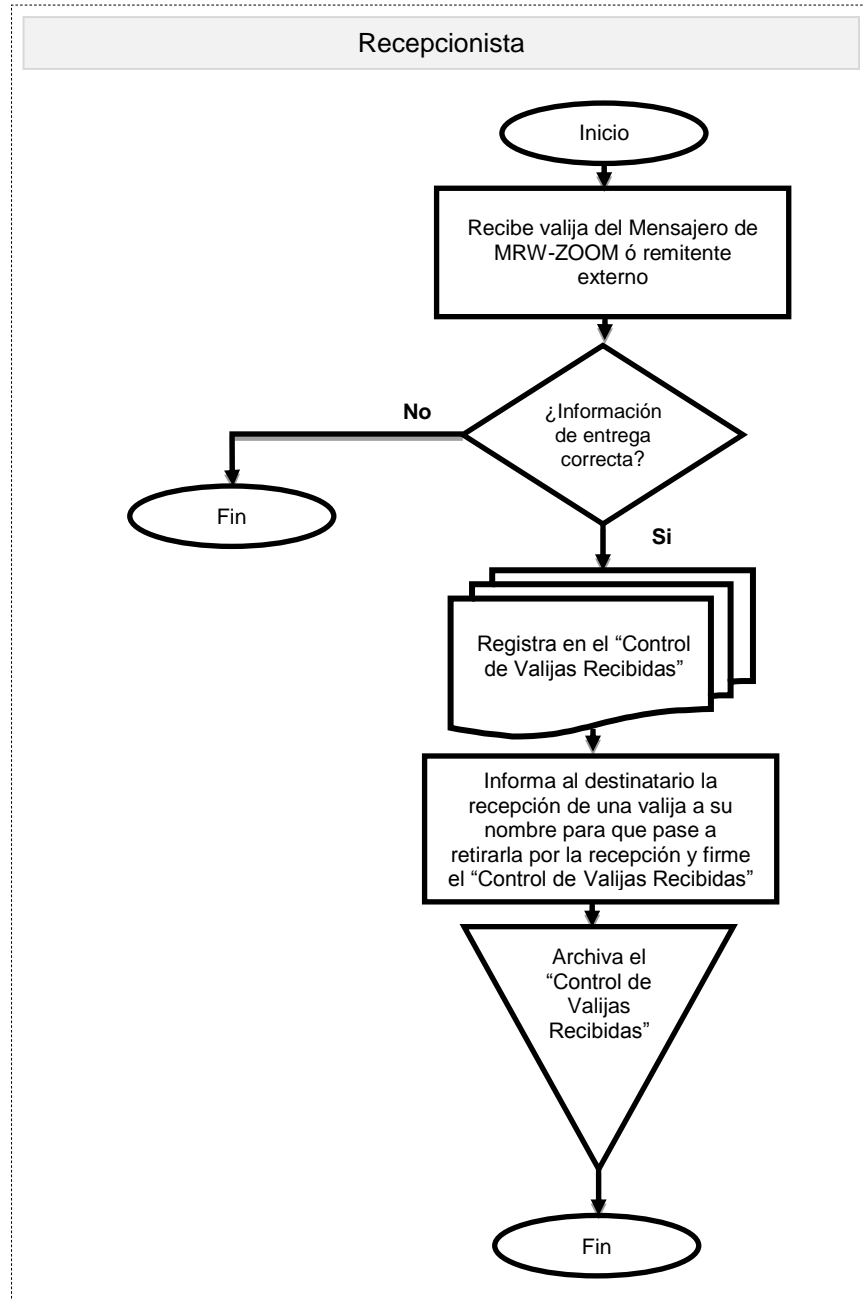 Recepcionista
Inicio
Recibe valija del Mensajero de
MRW-ZOOM ó remitente
externo
¿Información
de entrega
correcta?
No
Fin
Si
Registra en el “Control
de Valijas Recibidas”
Informa al destinatario la
recepción de una valija a su
nombre para que pase a
retirarla por la recepción y firme
el “Control de Valijas Recibidas”
Archiva el
“Control de
Valijas
Recibidas”
Fin